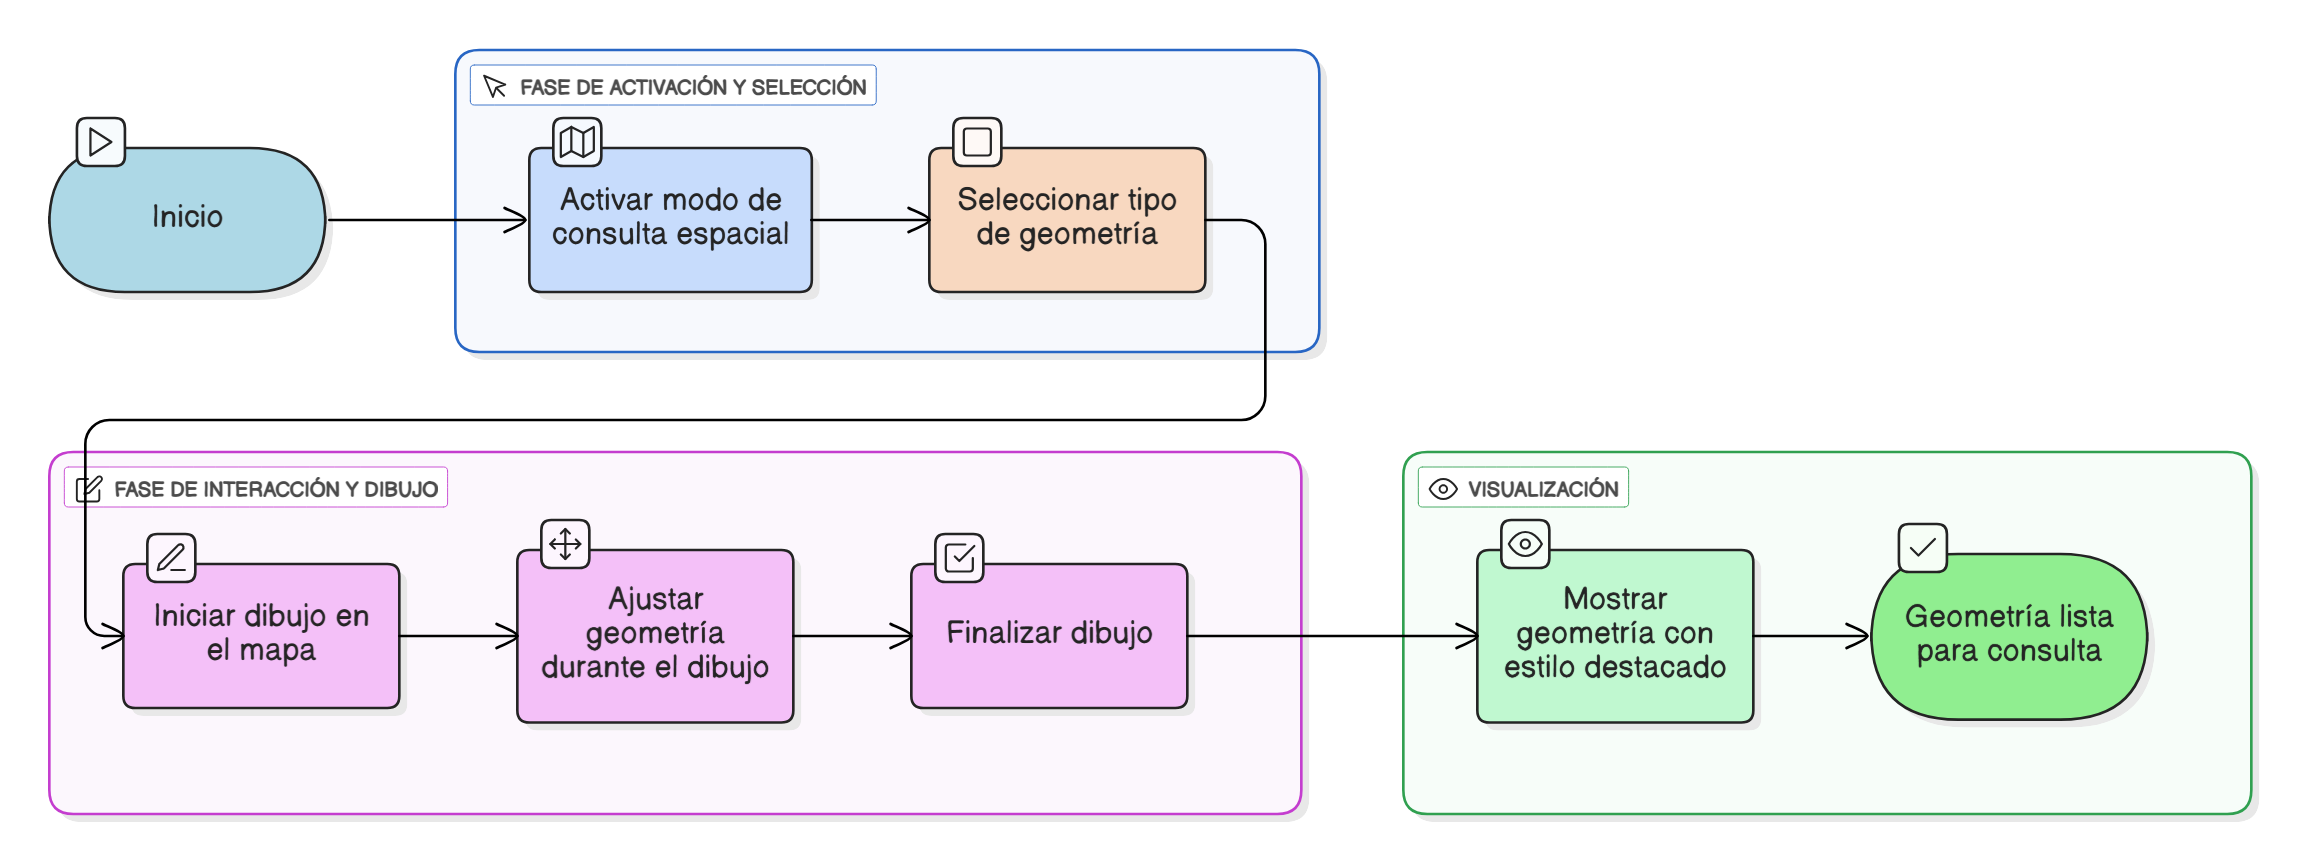 FASE DE ACTIVACIÓN Y SELECCIÓN
Inicio
Activar modo de
consulta espacial
Seleccionar tipo
de geometría
FASE DE INTERACCIÓN Y DIBUJO
Iniciar dibujo en
el mapa
Ajustar
geometría
durante el dibujo
Finalizar dibujo
VISUALIZACIÓN
Mostrar
geometría con
estilo destacado
Geometría lista
para consulta